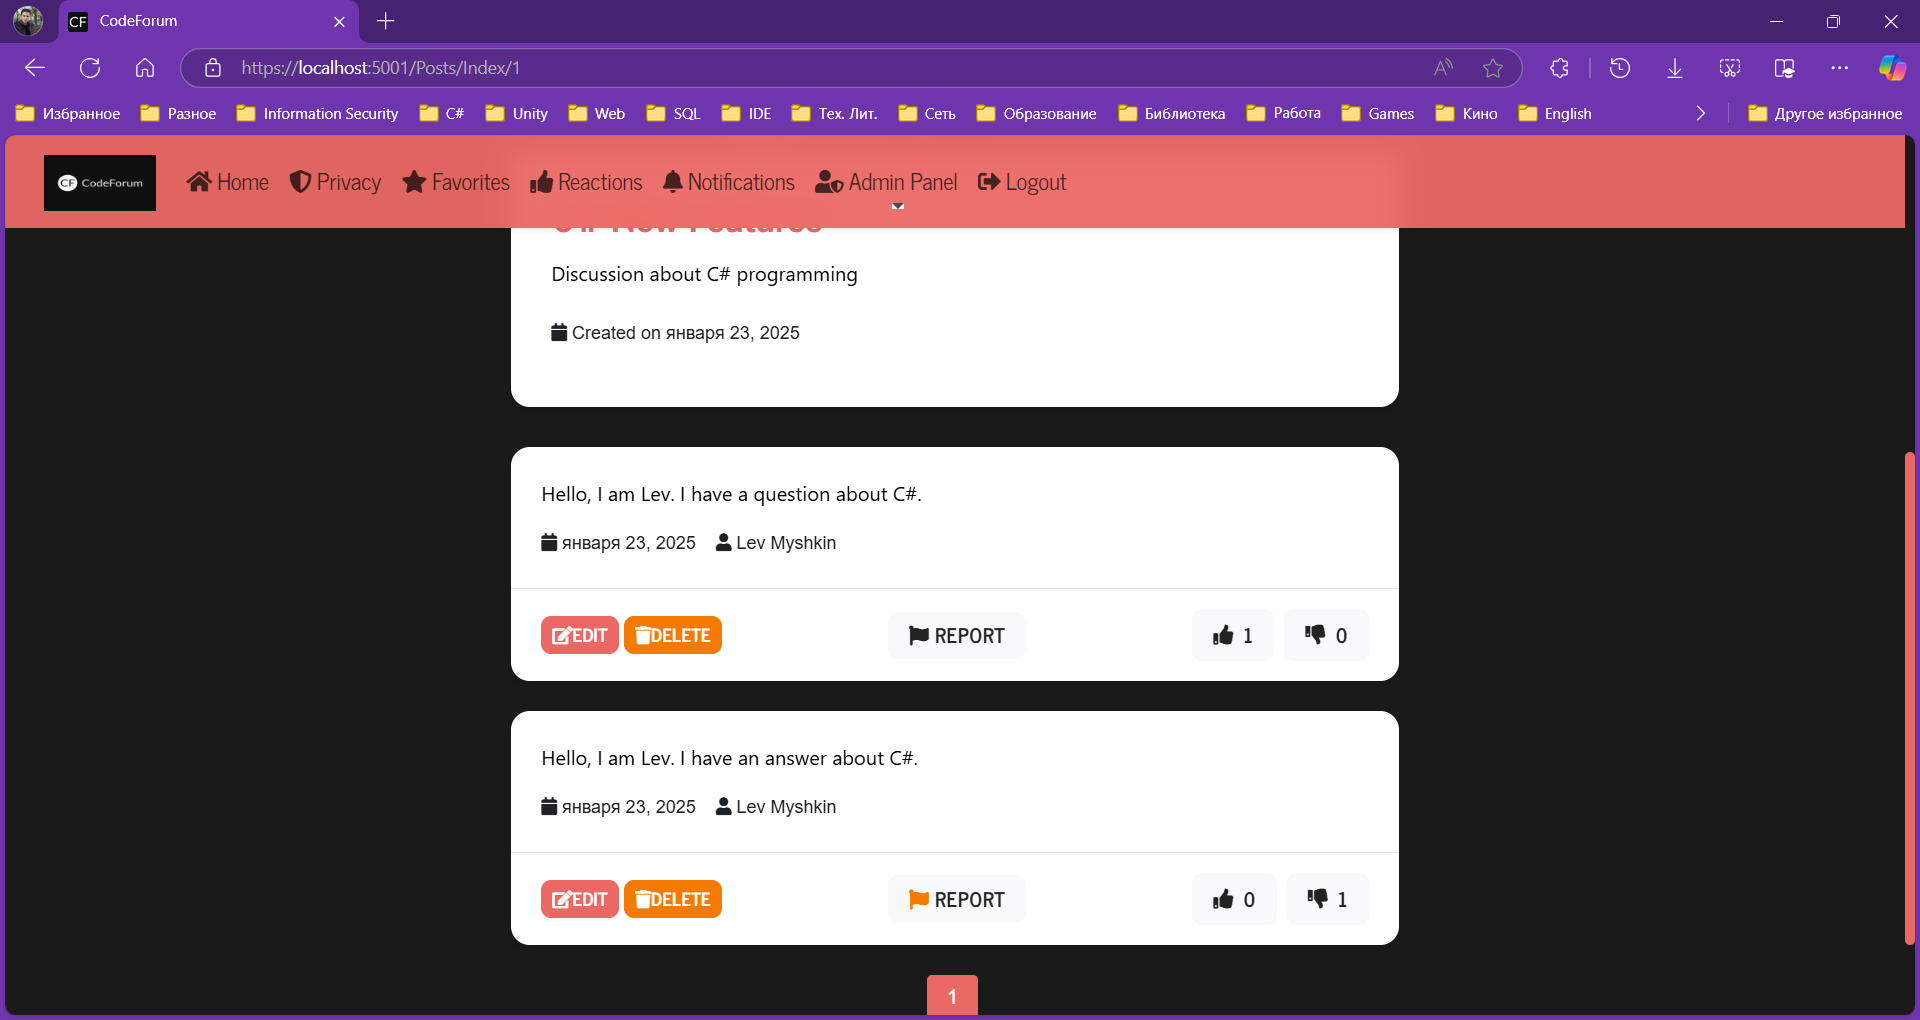 CF CodeForum
https://localhost:5001/Posts/Index/1
Избранное Разное Information Security C# Unity Web SQL IDE Тех. Лит. Сеть Образование Библиотека Работа Games Кино English Другое избранное
CF CodeForum Home Privacy Favorites Reactions Notifications Admin Panel Logout
C# New Features
Discussion about C# programming
Created on января 23, 2025
Hello, I am Lev. I have a question about C#.
января 23, 2025 Lev Myshkin
EDIT DELETE REPORT 1 0
Hello, I am Lev. I have an answer about C#.
января 23, 2025 Lev Myshkin
EDIT DELETE REPORT 0 1
1